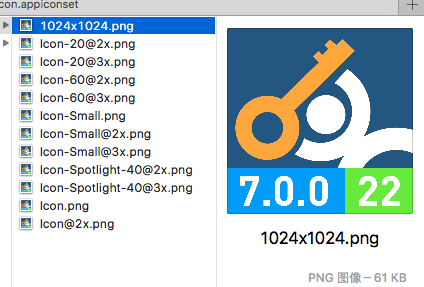 con.appiconset
1024x1024.png
Icon-20@2x.png
Icon-20@3x.png
Icon-60@2x.png
Icon-60@3x.png
Icon-Small.png
Icon-Small@2x.png
Icon-Small@3x.png
Icon-Spotlight-40@2x.png
Icon-Spotlight-40@3x.png
Icon.png
Icon@2x.png
7.0.0 22
1024x1024.png
PNG 图像－61 KB